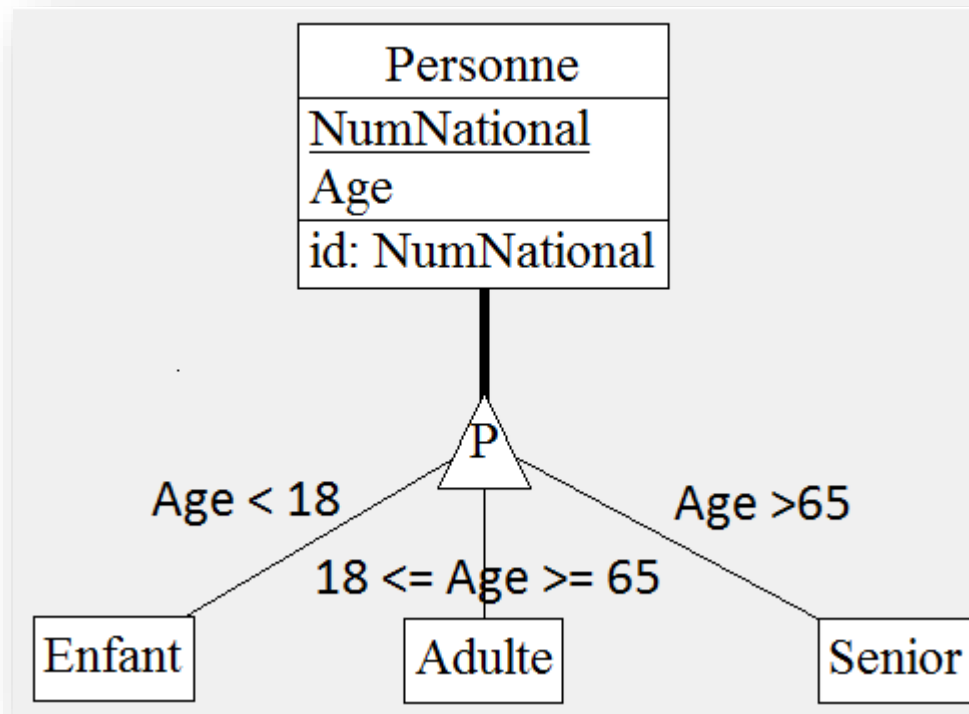 Personne
NumNational
Age
id: NumNational
P
Age < 18
Age >65
18 <= Age >= 65
Enfant
Adulte
Senior